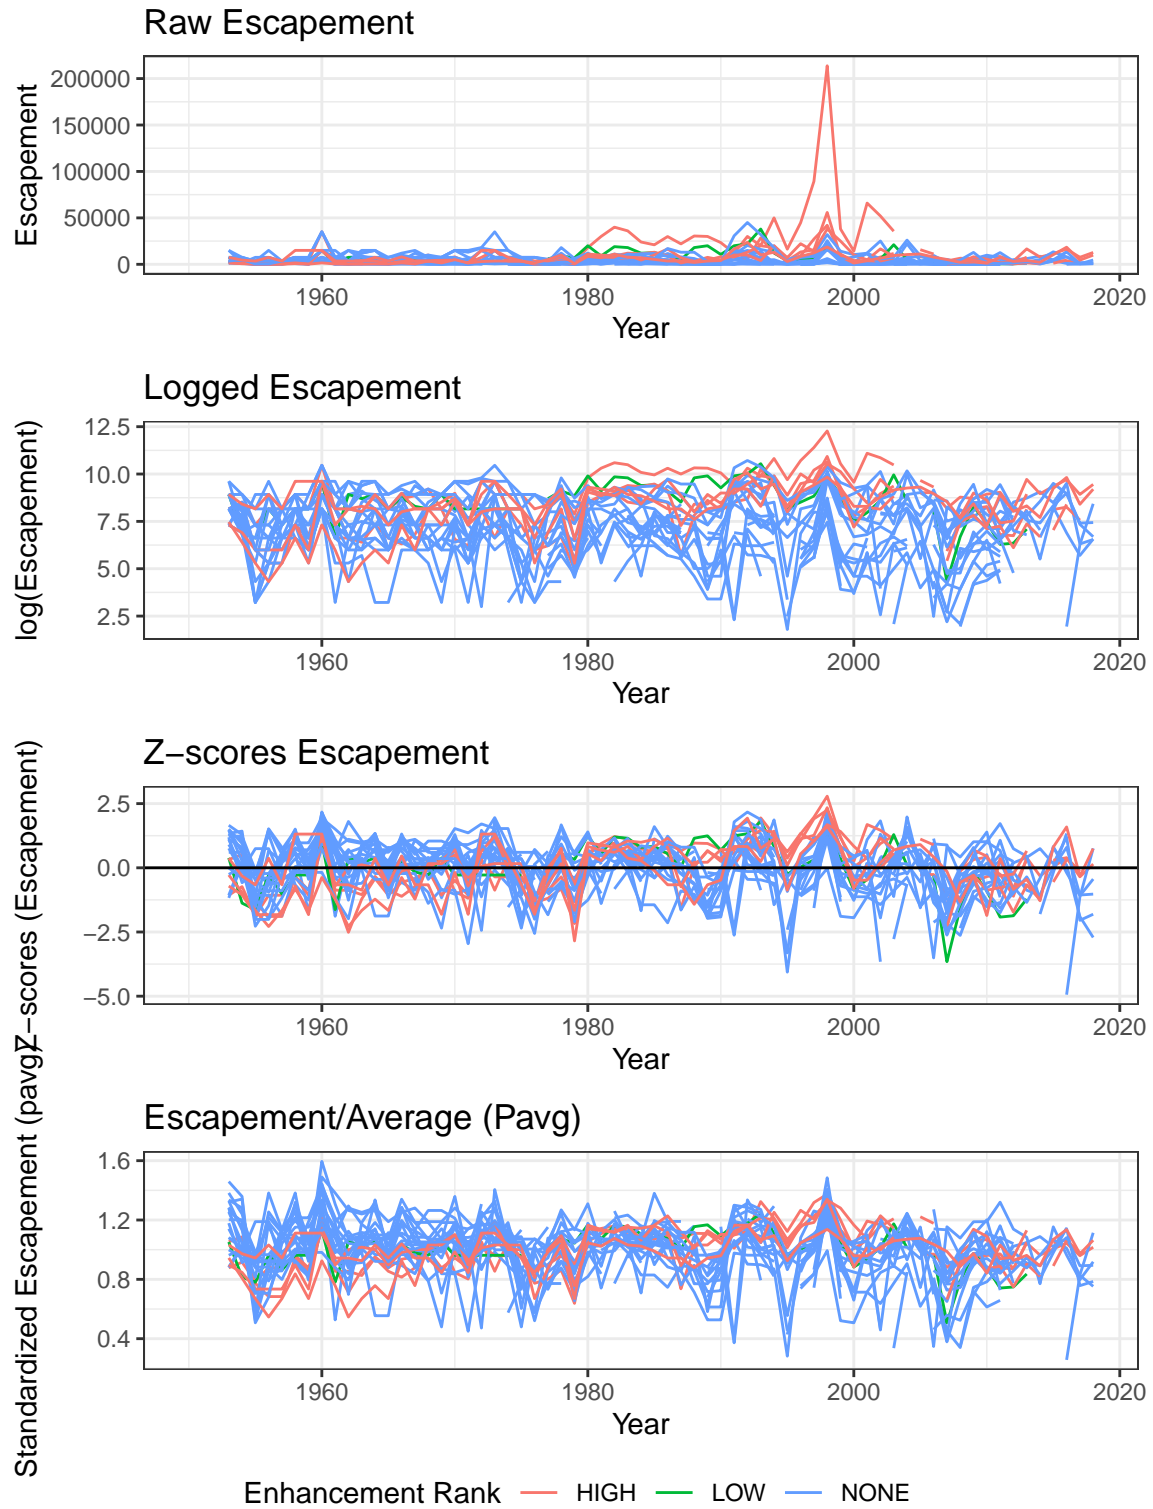 Raw Escapement
Escapement
200000
150000
100000
50000
0
1960
1980
2000
2020
Year
Logged Escapement
log(Escapement)
12.5
10.0
7.5
5.0
2.5
1960
1980
2000
2020
Year
Z−scores Escapement
Z−scores (Escapement)
2.5
0.0
−2.5
−5.0
1960
1980
2000
2020
Year
Escapement/Average (Pavg)
Standardized Escapement (pavg)
1.6
1.2
0.8
0.4
1960
1980
2000
2020
Year
Enhancement Rank HIGH LOW NONE